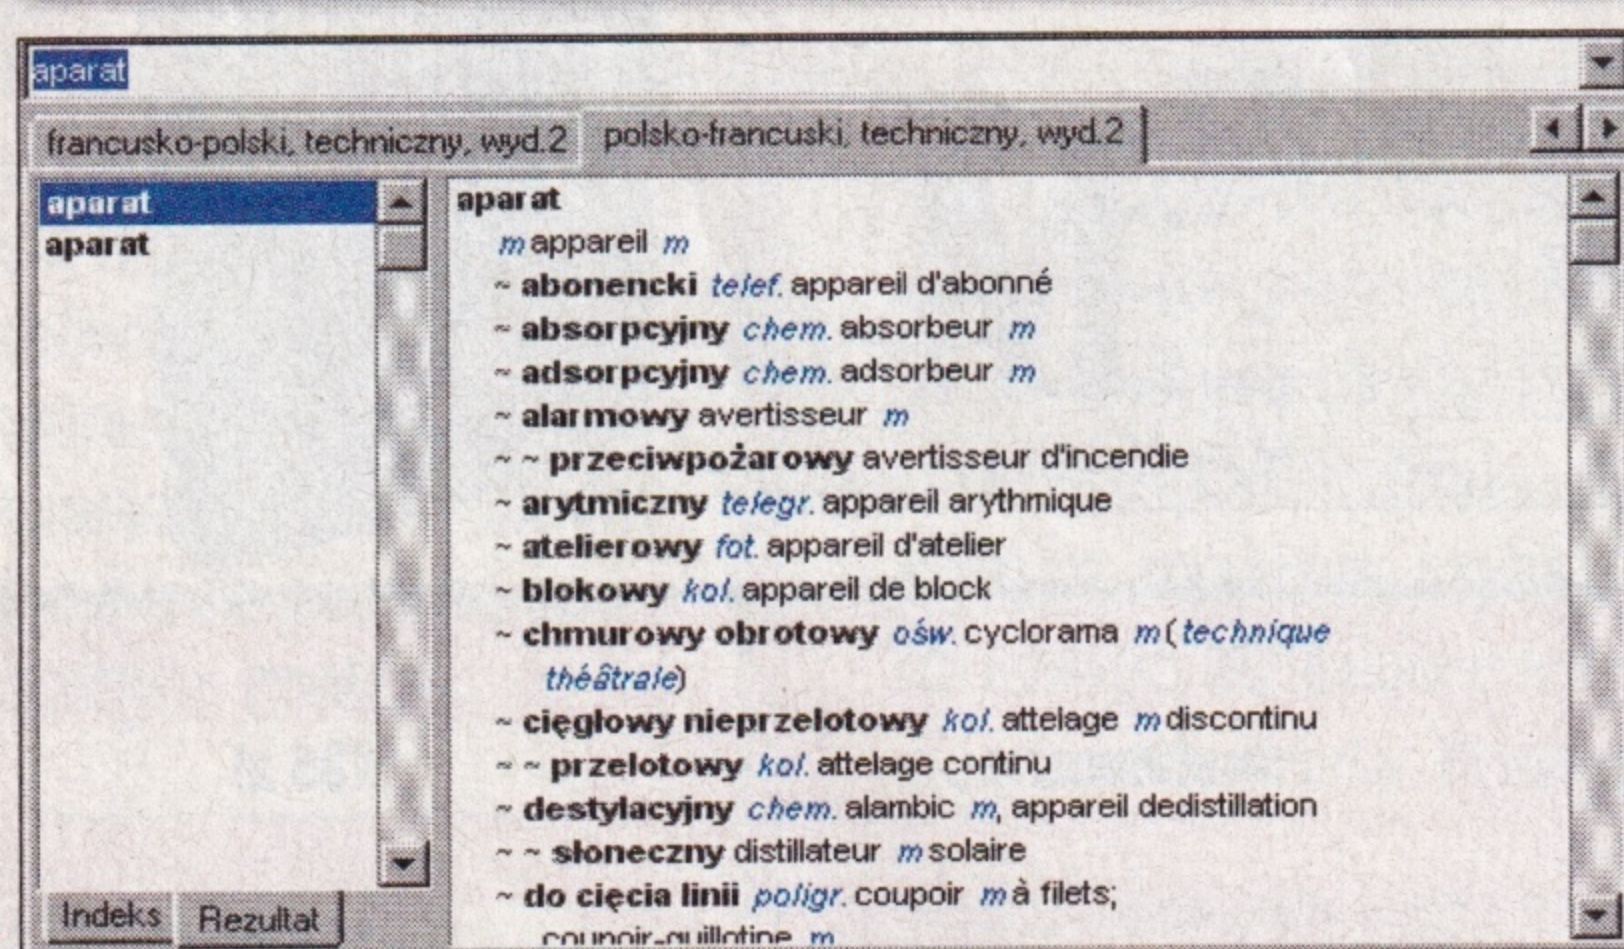 aparat
francusko-polski, techniczny, wyd.2 polsko-francuski, techniczny, wyd.2
aparat
aparat
aparat
m appareil m
~ abonencki telef. appareil d'abonné
~ absorpcyjny chem. absorbeur m
~ adsorpcyjny chem. adsorbeur m
~ alarmowy avertisseur m
~ ~ przeciwpożarowy avertisseur d'incendie
~ arytmiczny telegr. appareil arythmique
~ atelierowy fot. appareil d'atelier
~ blokowy kol. appareil de block
~ chmurowy obrotowy ośw. cyclorama m (technique
théâtrale)
~ cięgłowy nieprzelotowy kol. attelage m discontinu
~ ~ przelotowy kol. attelage continu
~ destylacyjny chem. alambic m, appareil dedistillation
~ ~ słoneczny distillateur m solaire
~ do cięcia linii poligr. coupoir m à filets;
coupoir-guillotine m
Indeks Rezultat